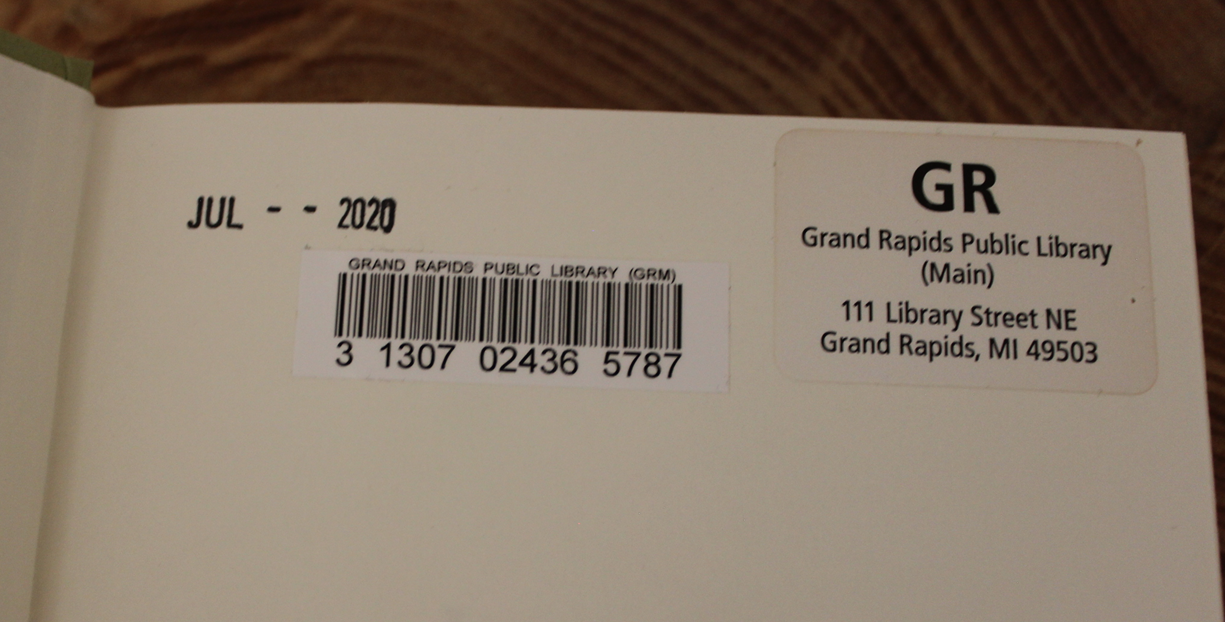 JUL - - 2020
GRAND RAPIDS PUBLIC LIBRARY (GRM)
3 1307 02436 5787
GR
Grand Rapids Public Library
(Main)
111 Library Street NE
Grand Rapids, MI 49503